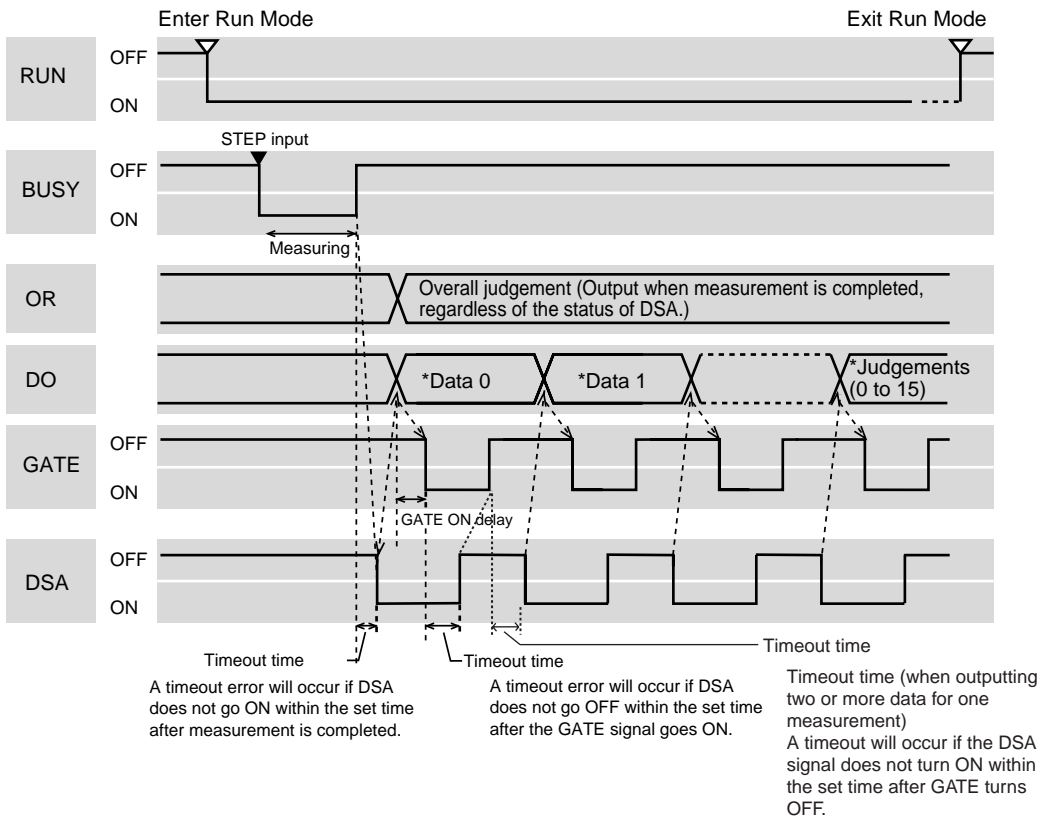 Enter Run Mode
Exit Run Mode
RUN
OFF
ON
STEP input
BUSY
OFF
ON
Measuring
OR
Overall judgement (Output when measurement is completed,
regardless of the status of DSA.)
DO
*Data 0
*Data 1
*Judgements
(0 to 15)
GATE
OFF
ON
GATE ON delay
DSA
OFF
ON
Timeout time
A timeout error will occur if DSA
does not go ON within the set time
after measurement is completed.
Timeout time
A timeout error will occur if DSA
does not go OFF within the set time
after the GATE signal goes ON.
Timeout time
Timeout time (when outputting
two or more data for one
measurement)
A timeout will occur if the DSA
signal does not turn ON within
the set time after GATE turns
OFF.